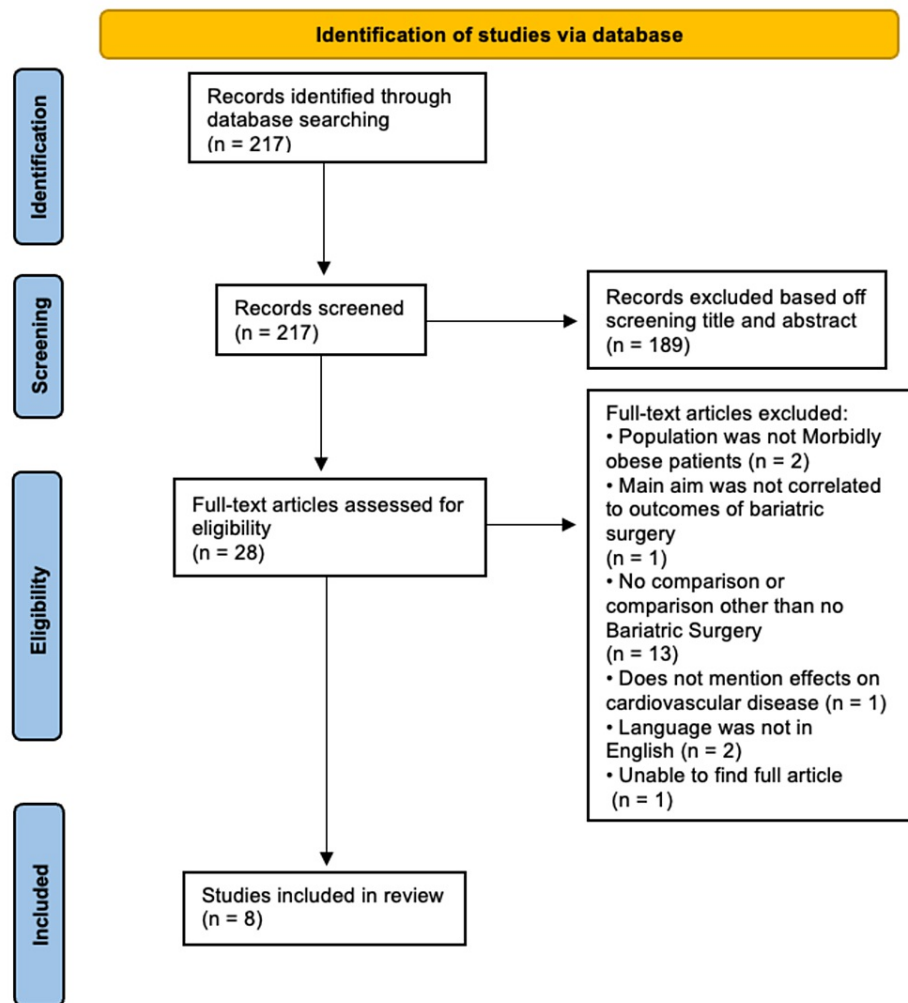 Identification of studies via database
Identification
Records identified through
database searching
(n = 217)
Screening
Records screened
(n = 217)
Records excluded based off
screening title and abstract
(n = 189)
Eligibility
Full-text articles assessed for
eligibility
(n = 28)
Full-text articles excluded:
• Population was not Morbidly
obese patients (n = 2)
• Main aim was not correlated
to outcomes of bariatric
surgery
(n = 1)
• No comparison or
comparison other than no
Bariatric Surgery
(n = 13)
• Does not mention effects on
cardiovascular disease (n = 1)
• Language was not in
English (n = 2)
• Unable to find full article
(n = 1)
Included
Studies included in review
(n = 8)